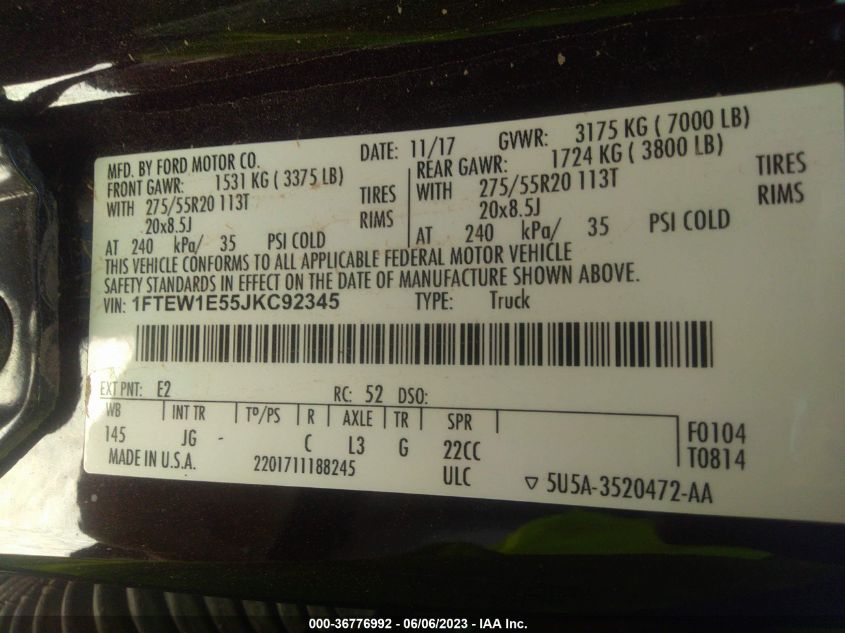 MFD. BY FORD MOTOR CO. DATE: 11/17 GVWR: 3175 KG ( 7000 LB)
FRONT GAWR: 1531 KG ( 3375 LB) REAR GAWR: 1724 KG ( 3800 LB)
WITH 275/55R20 113T TIRES WITH 275/55R20 113T TIRES
20x8.5J RIMS 20x8.5J RIMS
AT 240 kPa/ 35 PSI COLD AT 240 kPa/ 35 PSI COLD
THIS VEHICLE CONFORMS TO ALL APPLICABLE FEDERAL MOTOR VEHICLE
SAFETY STANDARDS IN EFFECT ON THE DATE OF MANUFACTURE SHOWN ABOVE.
VIN: 1FTEW1E55JKC92345 TYPE: Truck
EXT PNT: E2 RC: 52 DSO:
WB INT TR Tº/PS R AXLE TR SPR
145 JG - C L3 G 22CC F0104
MADE IN U.S.A. 2201711188245 ULC T0814
▽ 5U5A-3520472-AA
000-36776992 - 06/06/2023 - IAA Inc.